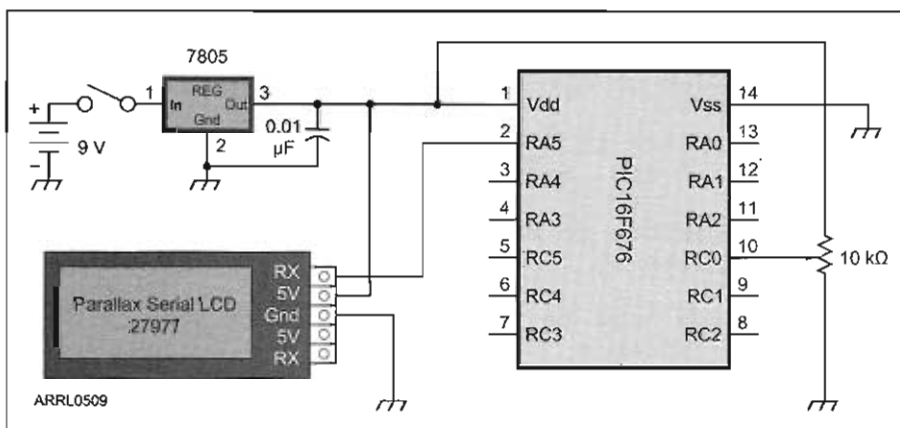 7805
REG
In
Out
Gnd
1
3
2
+
9 V
−
0.01
µF
1
2
3
4
5
6
7
Vdd
RA5
RA4
RA3
RC5
RC4
RC3
PIC16F676
Vss
RA0
RA1
RA2
RC0
RC1
RC2
14
13
12
11
10
9
8
10 kΩ
Parallax Serial LCD
27977
RX
5V
Gnd
5V
RX
ARRL0509